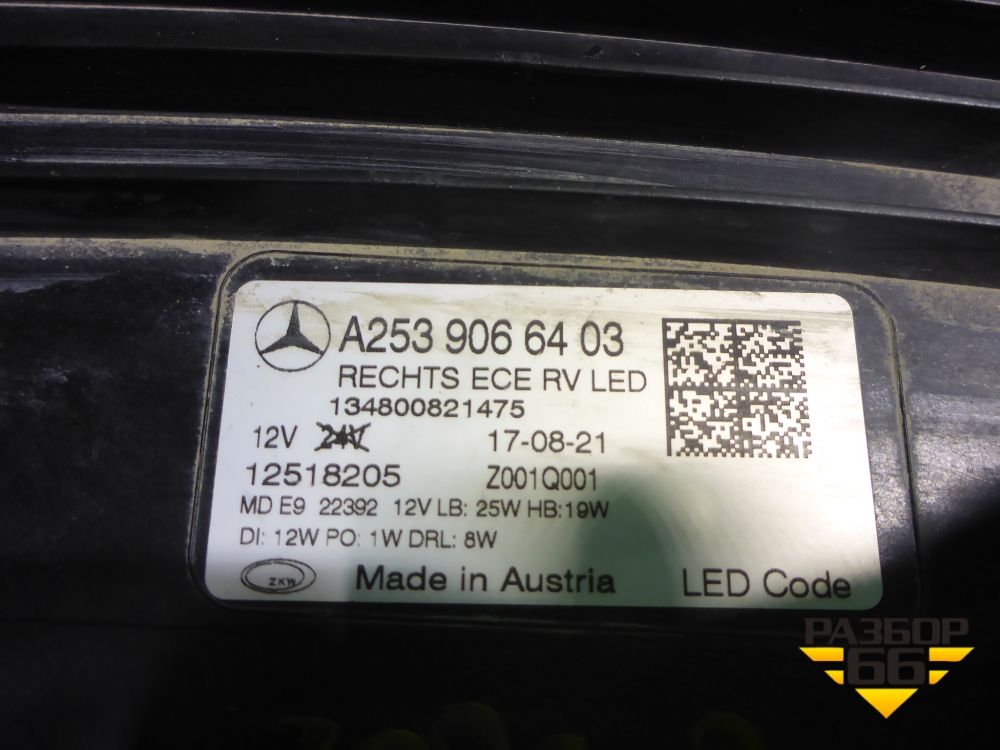 A253 906 64 03
RECHTS ECE RV LED
134800821475
12V 24V 17-08-21
12518205 Z001Q001
MD E9 22392 12V LB: 25W HB:19W
DI: 12W PO: 1W DRL: 8W
ZKW Made in Austria LED Code
РАЗБОР
66